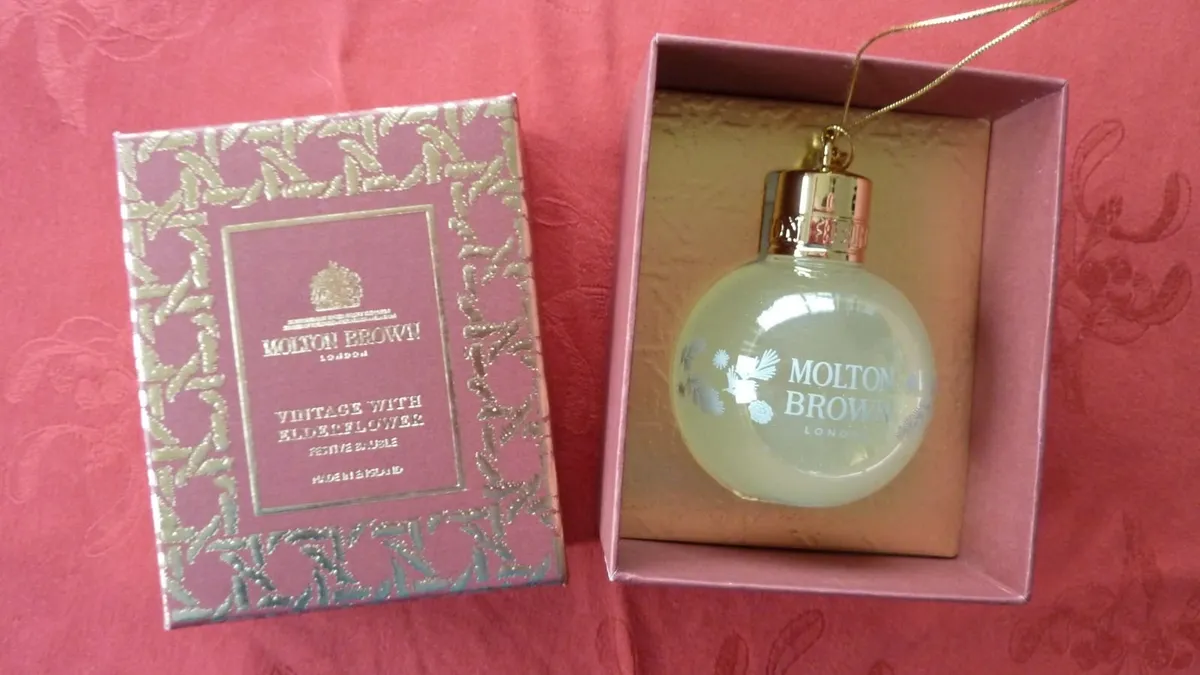 MOLTON BROWN
LONDON
VINTAGE WITH
ELDERFLOWER
FESTIVE BAUBLE
MADE IN ENGLAND
MOLTON
BROWN
LONDON